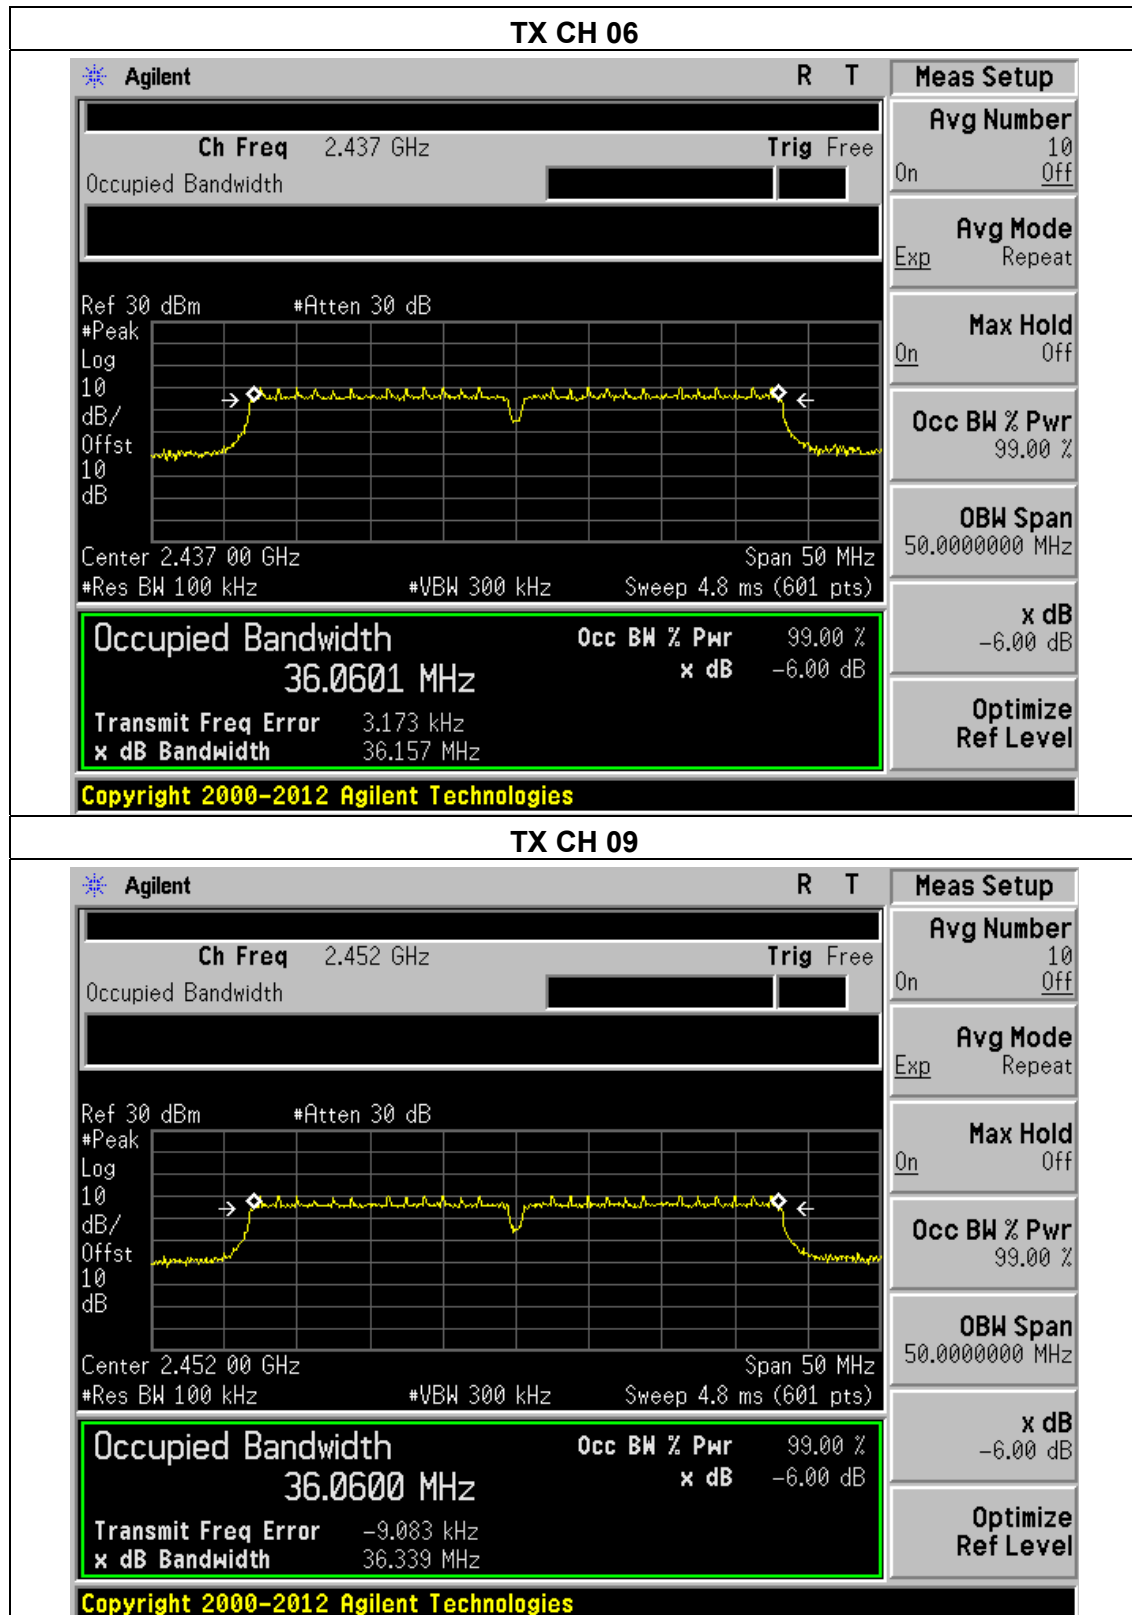 TX CH 06
Agilent R T Meas Setup
Ch Freq 2.437 GHz Trig Free
Occupied Bandwidth
Avg Number
10
On Off
Avg Mode
Exp Repeat
Max Hold
On Off
Occ BW % Pwr
99.00 %
OBW Span
50.0000000 MHz
x dB
-6.00 dB
Optimize
Ref Level
Ref 30 dBm #Atten 30 dB
#Peak
Log
10
dB/
Offst
10
dB
Center 2.437 00 GHz Span 50 MHz
#Res BW 100 kHz #VBW 300 kHz Sweep 4.8 ms (601 pts)
Occupied Bandwidth Occ BW % Pwr 99.00 %
36.0601 MHz x dB -6.00 dB
Transmit Freq Error 3.173 kHz
x dB Bandwidth 36.157 MHz
Copyright 2000-2012 Agilent Technologies
TX CH 09
Agilent R T Meas Setup
Ch Freq 2.452 GHz Trig Free
Occupied Bandwidth
Avg Number
10
On Off
Avg Mode
Exp Repeat
Max Hold
On Off
Occ BW % Pwr
99.00 %
OBW Span
50.0000000 MHz
x dB
-6.00 dB
Optimize
Ref Level
Ref 30 dBm #Atten 30 dB
#Peak
Log
10
dB/
Offst
10
dB
Center 2.452 00 GHz Span 50 MHz
#Res BW 100 kHz #VBW 300 kHz Sweep 4.8 ms (601 pts)
Occupied Bandwidth Occ BW % Pwr 99.00 %
36.0600 MHz x dB -6.00 dB
Transmit Freq Error -9.083 kHz
x dB Bandwidth 36.339 MHz
Copyright 2000-2012 Agilent Technologies